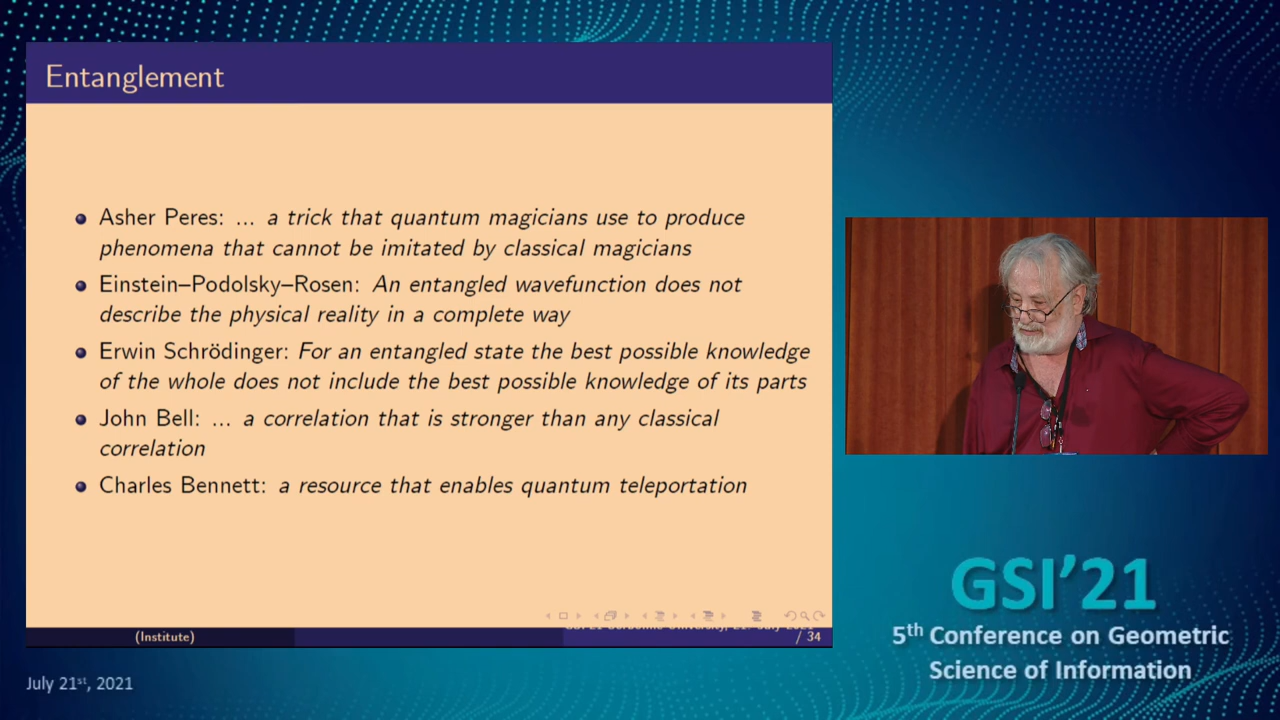 Entanglement
Asher Peres: ... a trick that quantum magicians use to produce
phenomena that cannot be imitated by classical magicians
Einstein–Podolsky–Rosen: An entangled wavefunction does not
describe the physical reality in a complete way
Erwin Schrödinger: For an entangled state the best possible knowledge
of the whole does not include the best possible knowledge of its parts
John Bell: ... a correlation that is stronger than any classical
correlation
Charles Bennett: a resource that enables quantum teleportation
(Institute)
/ 34
GSI'21
5th Conference on Geometric
Science of Information
July 21st, 2021